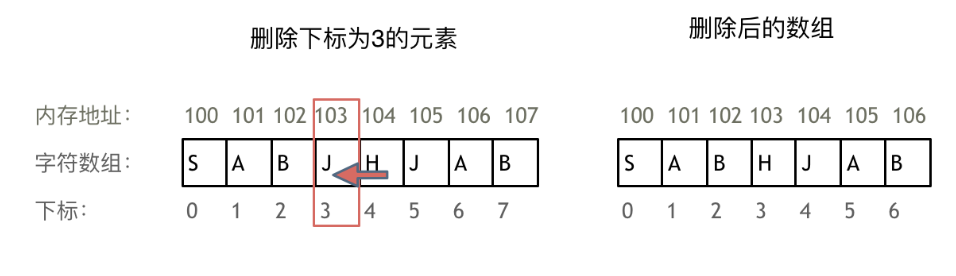 删除下标为3的元素
删除后的数组
内存地址： 100 101 102 103 104 105 106 107
100 101 102 103 104 105 106
字符数组： S A B J H J A B
S A B H J A B
下标： 0 1 2 3 4 5 6 7
0 1 2 3 4 5 6